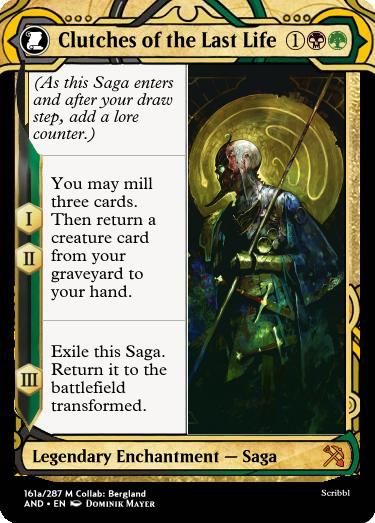 Clutches of the Last Life 1
(As this Saga enters
and after your draw
step, add a lore
counter.)
I
II
You may mill
three cards.
Then return a
creature card
from your
graveyard to
your hand.
III
Exile this Saga.
Return it to the
battlefield
transformed.
Legendary Enchantment — Saga
161a/287 M Collab: Bergland
Scribbl
AND • EN Dominik Mayer